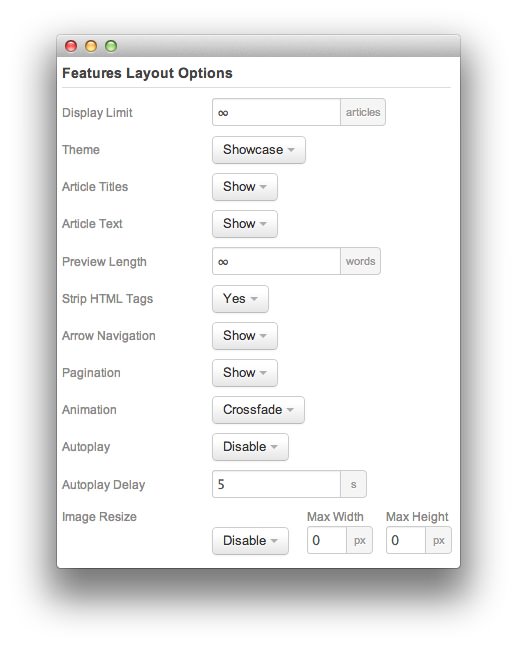 Features Layout Options
Display Limit ∞ articles
Theme Showcase
Article Titles Show
Article Text Show
Preview Length ∞ words
Strip HTML Tags Yes
Arrow Navigation Show
Pagination Show
Animation Crossfade
Autoplay Disable
Autoplay Delay 5 s
Image Resize Max Width Max Height
Disable 0 px 0 px